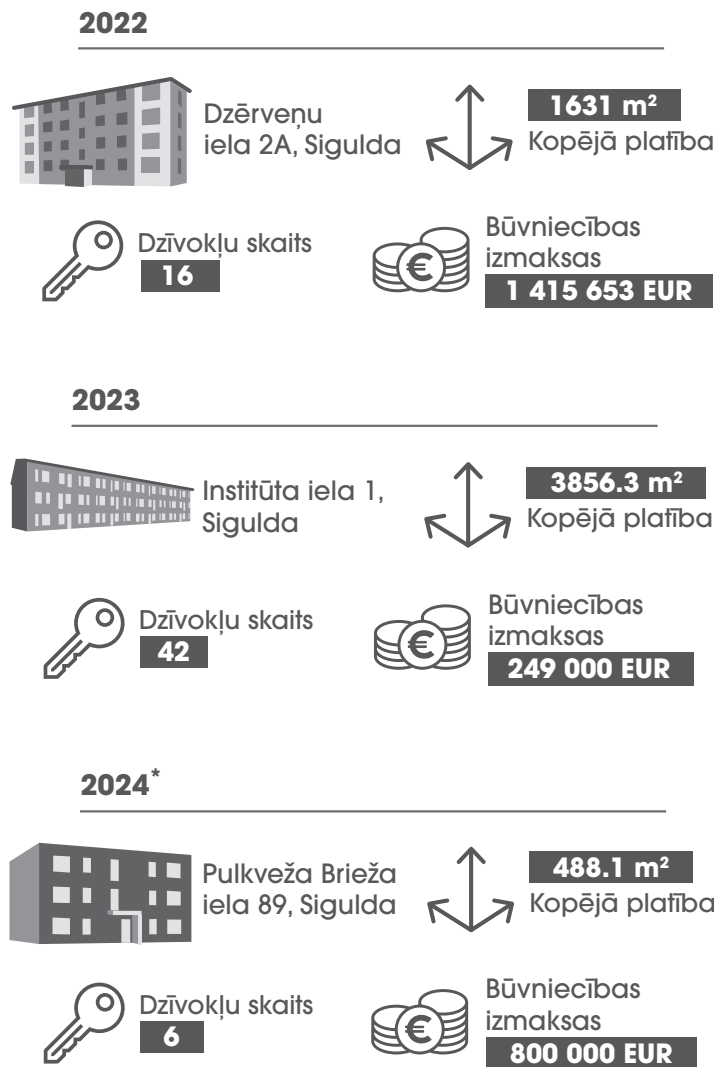 2022
Dzērveņu
iela 2A, Sigulda
1631 m²
Kopējā platība
Dzīvokļu skaits
16
Būvniecības
izmaksas
1 415 653 EUR
2023
Institūta iela 1,
Sigulda
3856.3 m²
Kopējā platība
Dzīvokļu skaits
42
Būvniecības
izmaksas
249 000 EUR
2024*
Pulkveža Brieža
iela 89, Sigulda
488.1 m²
Kopējā platība
Dzīvokļu skaits
6
Būvniecības
izmaksas
800 000 EUR